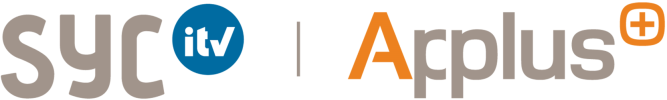 syc itv | Applus+